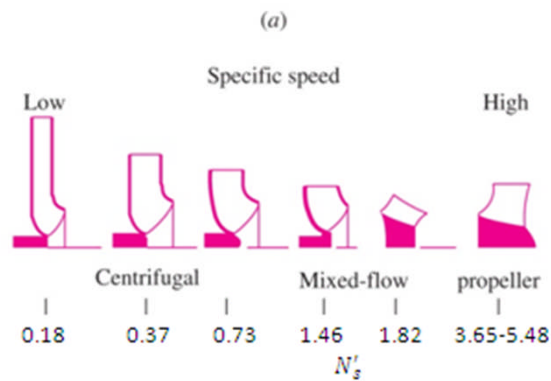 (a)
Specific speed
Low High
Centrifugal Mixed-flow propeller
0.18 0.37 0.73 1.46 1.82 3.65-5.48
N's